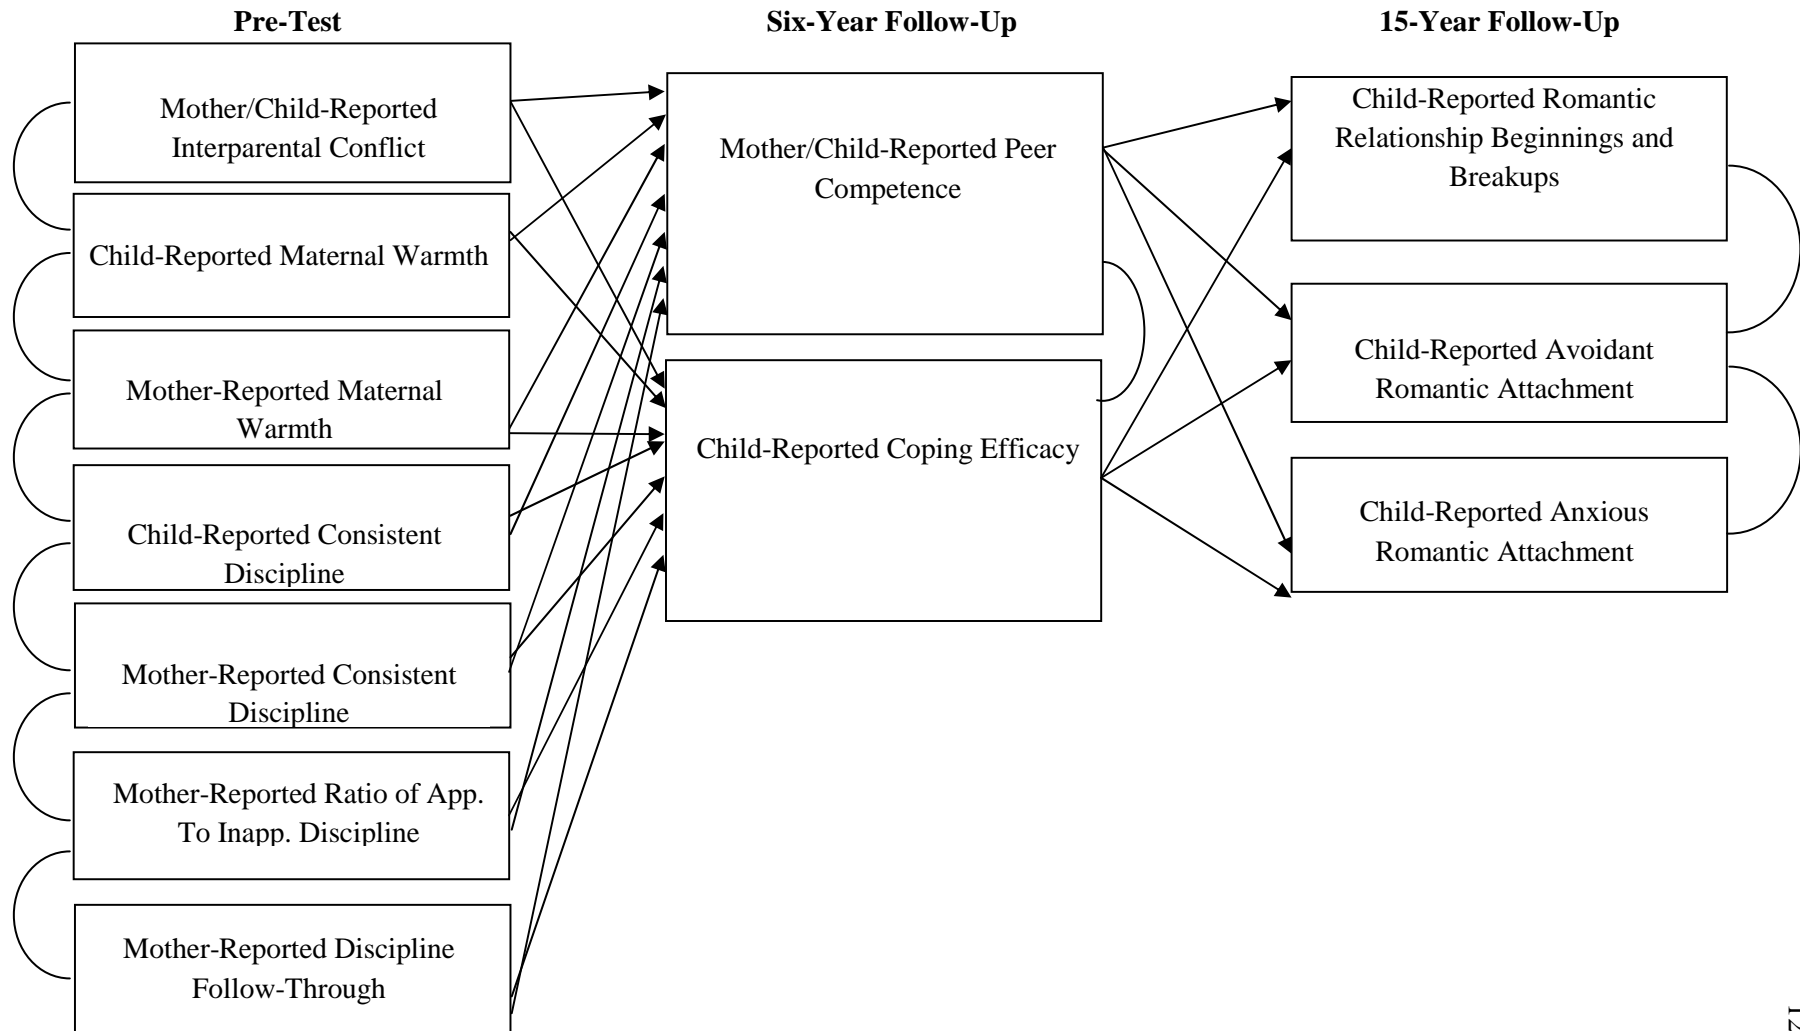 Pre-Test
Six-Year Follow-Up
15-Year Follow-Up
Mother/Child-Reported
Interparental Conflict
Child-Reported Maternal Warmth
Mother-Reported Maternal
Warmth
Child-Reported Consistent
Discipline
Mother-Reported Consistent
Discipline
Mother-Reported Ratio of App.
To Inapp. Discipline
Mother-Reported Discipline
Follow-Through
Mother/Child-Reported Peer
Competence
Child-Reported Coping Efficacy
Child-Reported Romantic
Relationship Beginnings and
Breakups
Child-Reported Avoidant
Romantic Attachment
Child-Reported Anxious
Romantic Attachment